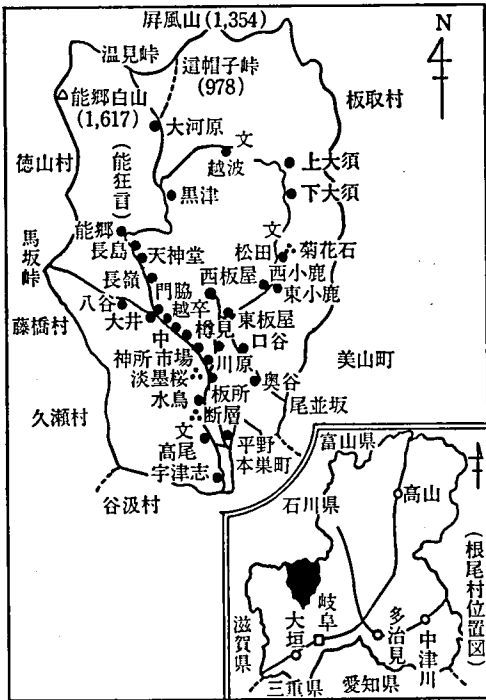 屏風山(1,354)
N
温見峠
這帽子峠
(978)
能郷白山
(1,617)
板取村
大河原
文
越波
上大須
徳山村
(能狂言)
黒津
下大須
能郷
長島
天神堂
文
松田
菊花石
馬坂峠
長嶺
西板屋
西小鹿
東小鹿
八谷
門脇
越卒
東板屋
藤橋村
大井
中
樽見
口谷
神所
市場
川原
美山町
淡墨桜
板所
奥谷
久瀬村
水鳥
断層
尾並坂
文
高尾
平野
本巣町
宇津志
谷汲村
富山県
石川県
高山
(根尾村位置図)
岐阜
大垣
多治見
中津川
滋賀県
三重県
愛知県